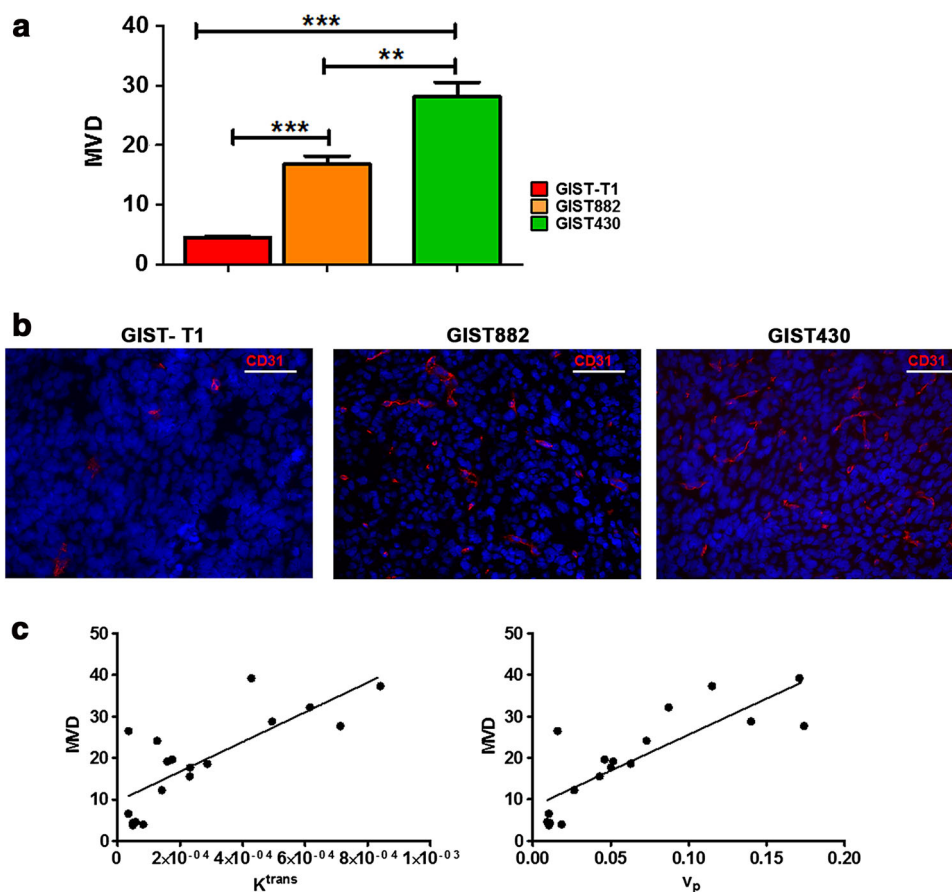 a
***
**
***
MVD
40
30
20
10
0
GIST-T1
GIST882
GIST430
b
GIST- T1
GIST882
GIST430
CD31
CD31
CD31
c
MVD
50
40
30
20
10
0
0
2×10-04
4×10-04
6×10-04
8×10-04
1×10-03
Ktrans
MVD
50
40
30
20
10
0
0.00
0.05
0.10
0.15
0.20
vp